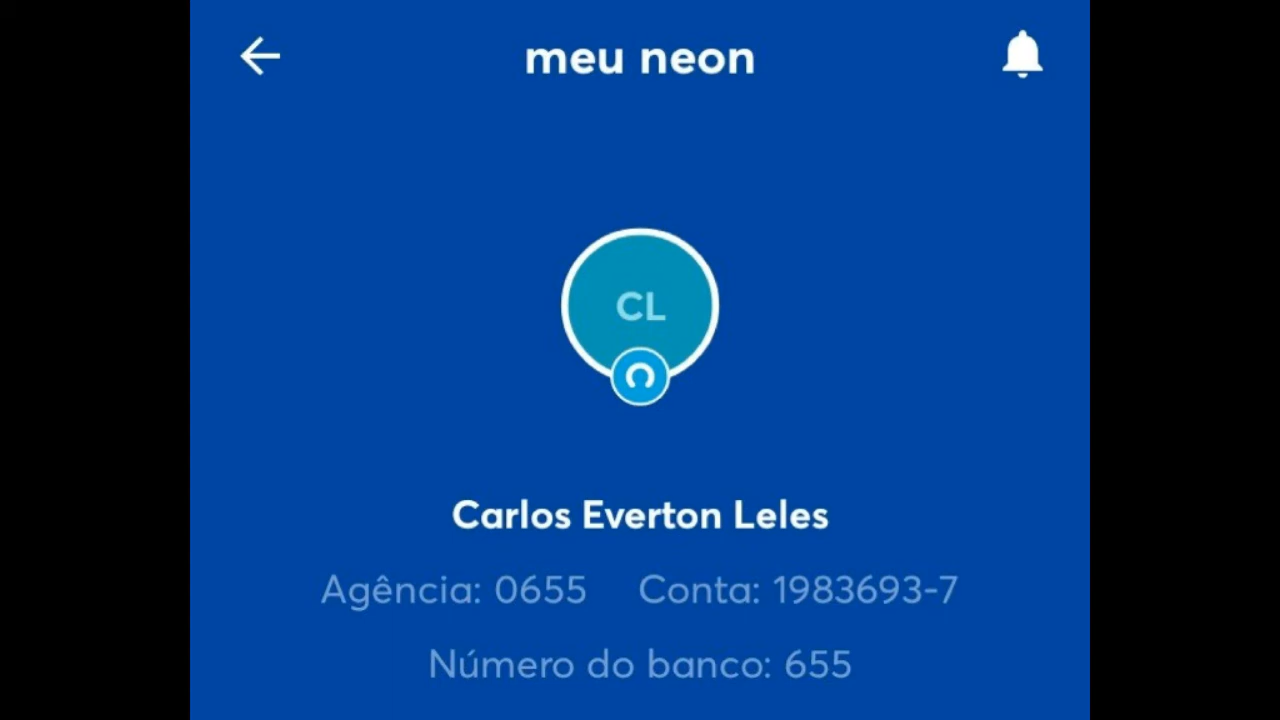 meu neon
CL
Carlos Everton Leles
Agência: 0655 Conta: 1983693-7
Número do banco: 655